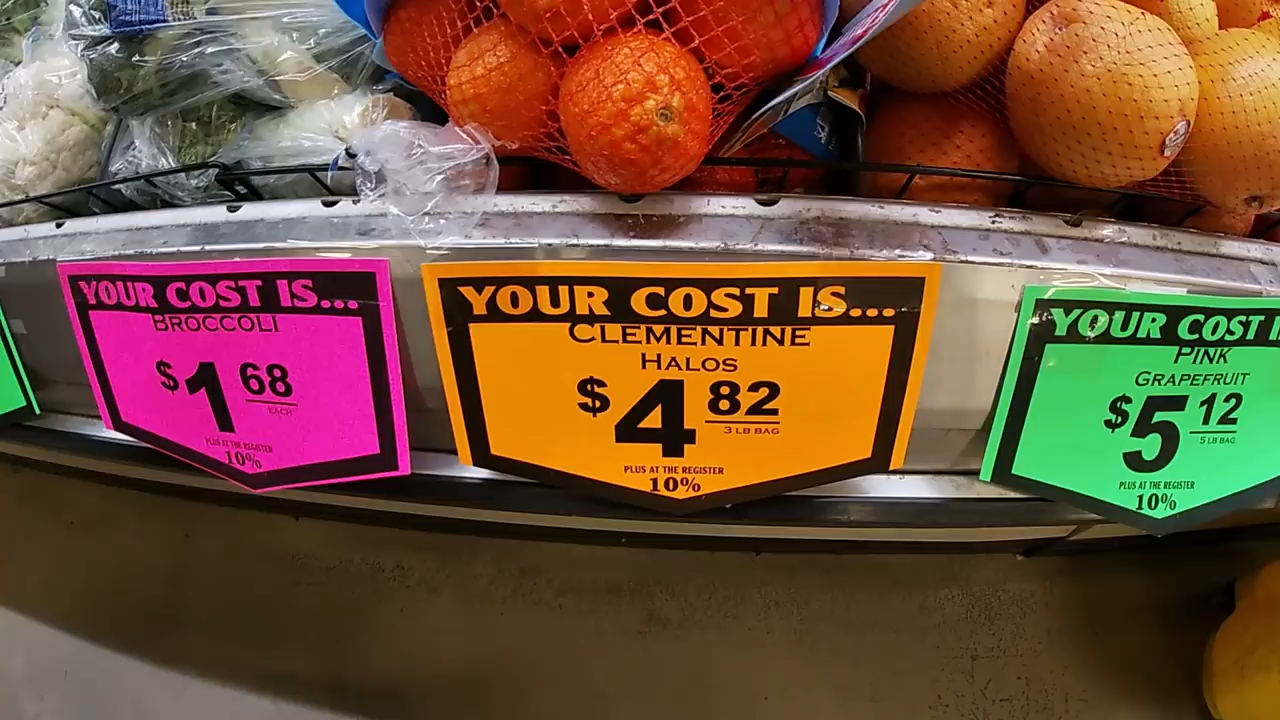 YOUR COST IS...
BROCCOLI
$1 68
EACH
PLUS AT THE REGISTER
10%
YOUR COST IS...
CLEMENTINE
HALOS
$4 82
3 LB BAG
PLUS AT THE REGISTER
10%
YOUR COST I
PINK
GRAPEFRUIT
$5 12
5 LB BAG
PLUS AT THE REGISTER
10%